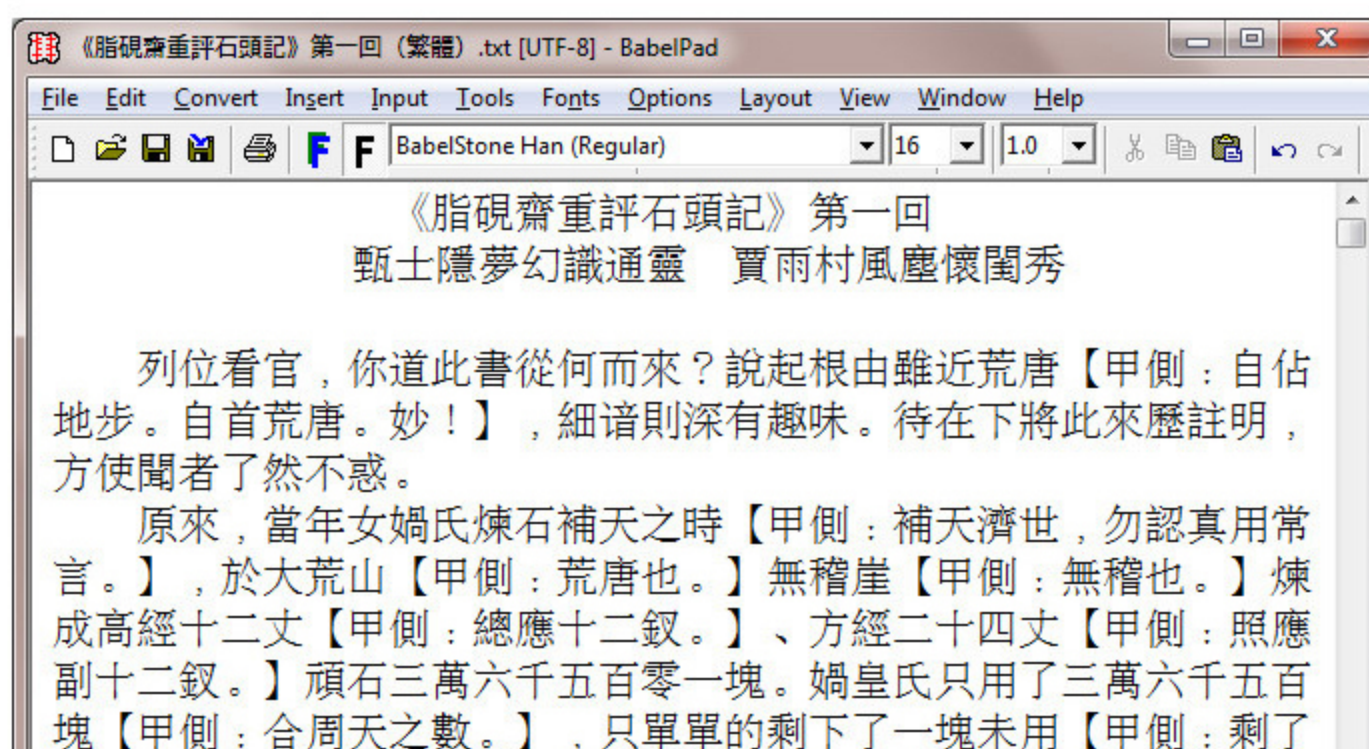 《脂硯齋重評石頭記》第一回（繁體）.txt [UTF-8] - BabelPad
File Edit Convert Insert Input Tools Fonts Options Layout View Window Help
F F BabelStone Han (Regular) 16 1.0
《脂硯齋重評石頭記》第一回
甄士隱夢幻識通靈　賈雨村風塵懷閨秀
列位看官，你道此書從何而來？說起根由雖近荒唐【甲側：自佔
地步。自首荒唐。妙！】，細谙則深有趣味。待在下將此來歷註明，
方使聞者了然不惑。
原來，當年女媧氏煉石補天之時【甲側：補天濟世，勿認真用常
言。】，於大荒山【甲側：荒唐也。】無稽崖【甲側：無稽也。】煉
成高經十二丈【甲側：總應十二釵。】、方經二十四丈【甲側：照應
副十二釵。】頑石三萬六千五百零一塊。媧皇氏只用了三萬六千五百
塊【甲側：合周天之數。】，只單單的剩下了一塊未用【甲側：剩了